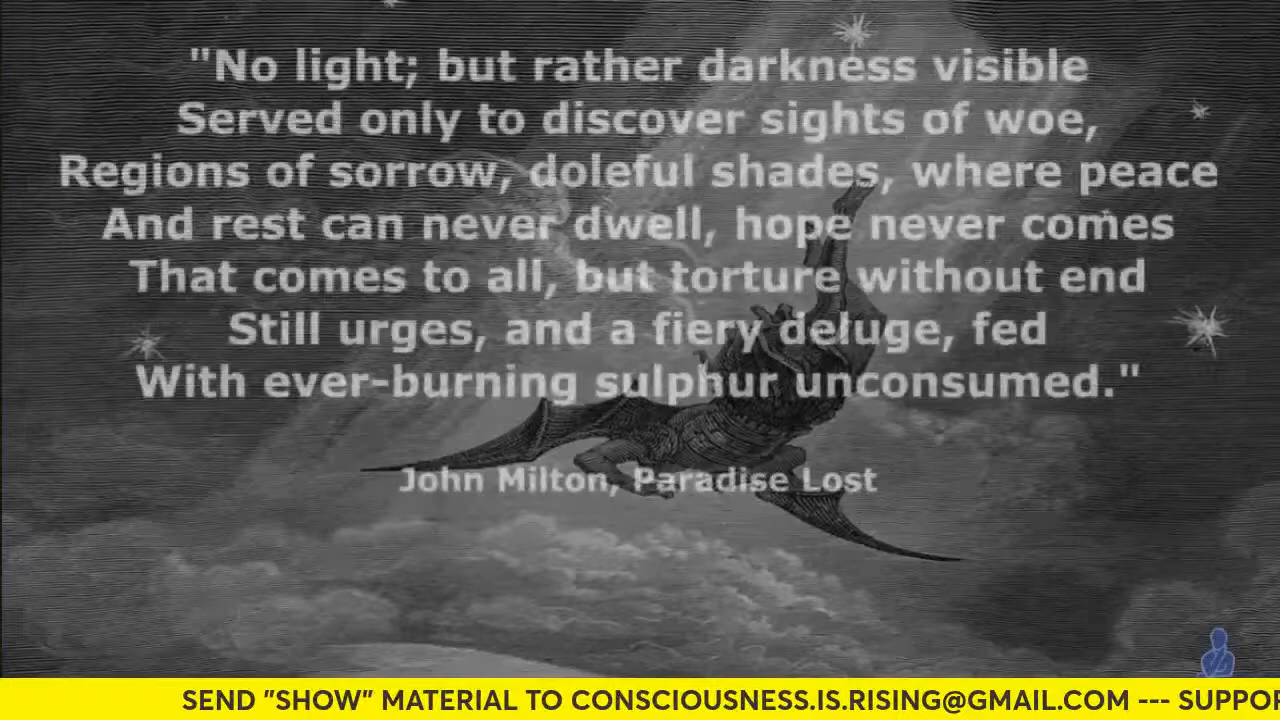 "No light; but rather darkness visible
Served only to discover sights of woe,
Regions of sorrow, doleful shades, where peace
And rest can never dwell, hope never comes
That comes to all, but torture without end
Still urges, and a fiery deluge, fed
With ever-burning sulphur unconsumed."
John Milton, Paradise Lost
SEND "SHOW" MATERIAL TO CONSCIOUSNESS.IS.RISING@GMAIL.COM --- SUPPO